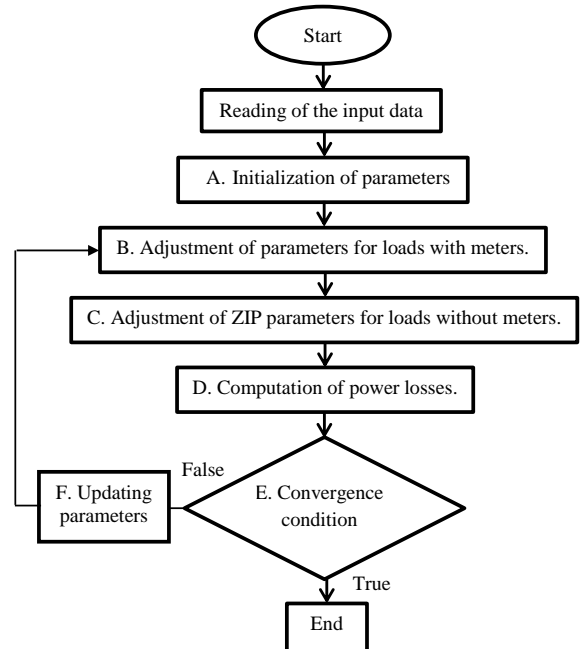 Start
Reading of the input data
A. Initialization of parameters
B. Adjustment of parameters for loads with meters.
C. Adjustment of ZIP parameters for loads without meters.
D. Computation of power losses.
False
F. Updating
parameters
E. Convergence
condition
True
End